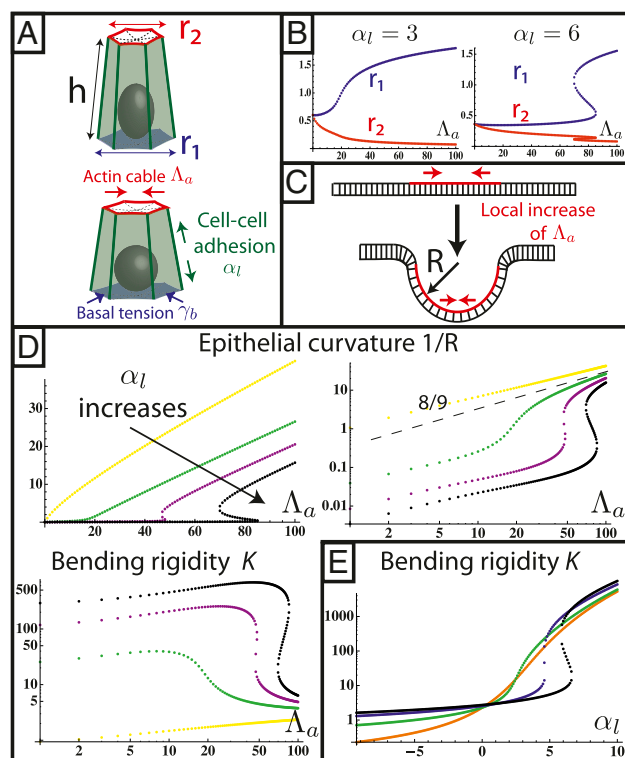 A
r₂
h
r₁
Actin cable Λₐ
Cell-cell
adhesion
αₗ
Basal tension γ_b
B
αₗ = 3
αₗ = 6
1.5
1.0
0.5
r₁
r₂
Λₐ
20 40 60 80 100
1.5
1.0
0.5
r₁
r₂
Λₐ
20 40 60 80 100
C
Local increase
of Λₐ
R
D
Epithelial curvature 1/R
αₗ
increases
30
20
10
Λₐ
20 40 60 80 100
8/9
10
1
0.1
0.01
Λₐ
2 5 10 20 50 100
Bending rigidity K
500
100
50
10
5
Λₐ
2 5 10 20 50 100
E
Bending rigidity K
1000
100
10
1
αₗ
−5 0 5 10